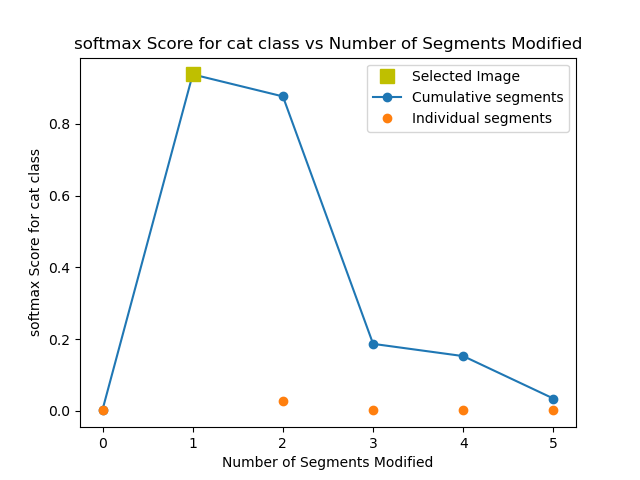 softmax Score for cat class vs Number of Segments Modified
Selected Image
Cumulative segments
Individual segments
softmax Score for cat class
0.8
0.6
0.4
0.2
0.0
0 1 2 3 4 5
Number of Segments Modified